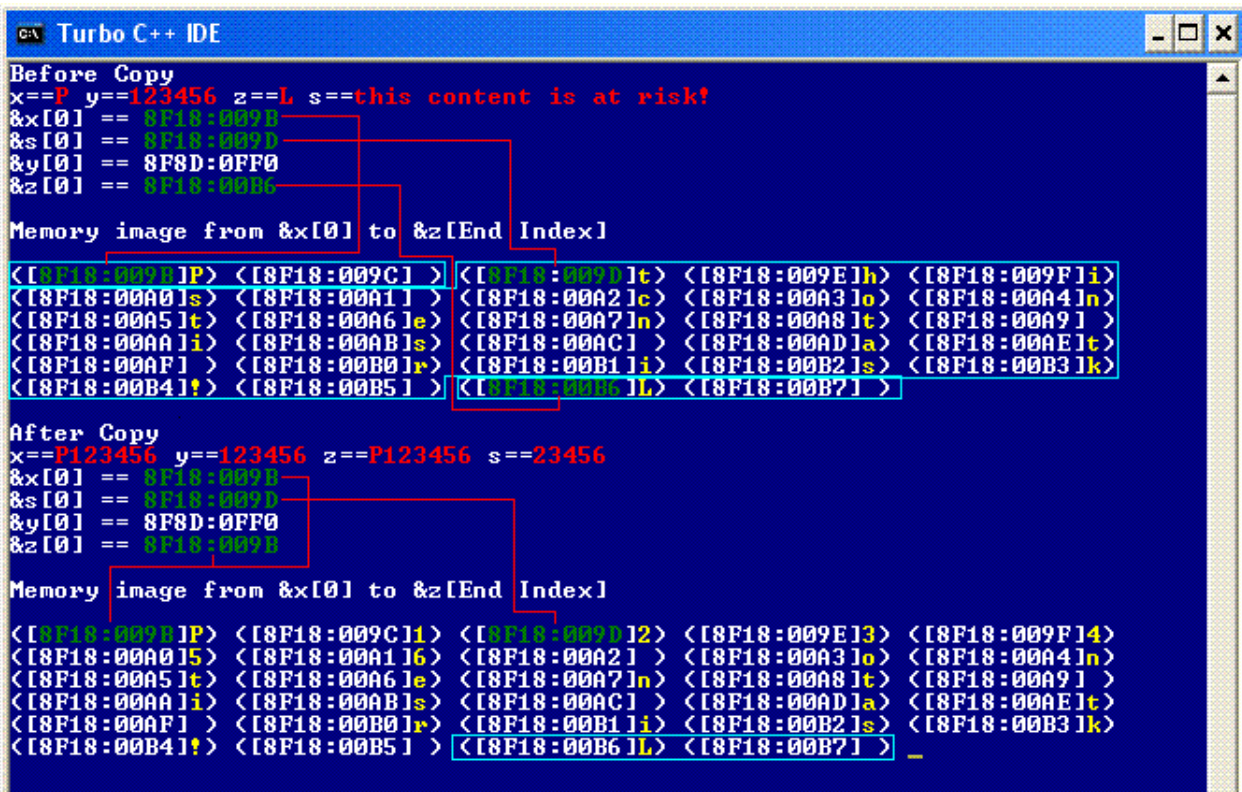 Turbo C++ IDE
Before Copy
x==P y==123456 z==L s==this content is at risk!
&x[0] == 8F18:009B
&s[0] == 8F18:009D
&y[0] == 8F8D:0FF0
&z[0] == 8F18:00B6
Memory image from &x[0] to &z[End Index]
([8F18:009B]P) ([8F18:009C] ) ([8F18:009D]t) ([8F18:009E]h) ([8F18:009F]i)
([8F18:00A0]s) ([8F18:00A1] ) ([8F18:00A2]c) ([8F18:00A3]o) ([8F18:00A4]n)
([8F18:00A5]t) ([8F18:00A6]e) ([8F18:00A7]n) ([8F18:00A8]t) ([8F18:00A9] )
([8F18:00AA]i) ([8F18:00AB]s) ([8F18:00AC] ) ([8F18:00AD]a) ([8F18:00AE]t)
([8F18:00AF] ) ([8F18:00B0]r) ([8F18:00B1]i) ([8F18:00B2]s) ([8F18:00B3]k)
([8F18:00B4]!) ([8F18:00B5] ) ([8F18:00B6]L) ([8F18:00B7] )
After Copy
x==P123456 y==123456 z==P123456 s==23456
&x[0] == 8F18:009B
&s[0] == 8F18:009D
&y[0] == 8F8D:0FF0
&z[0] == 8F18:009B
Memory image from &x[0] to &z[End Index]
([8F18:009B]P) ([8F18:009C]1) ([8F18:009D]2) ([8F18:009E]3) ([8F18:009F]4)
([8F18:00A0]5) ([8F18:00A1]6) ([8F18:00A2] ) ([8F18:00A3]o) ([8F18:00A4]n)
([8F18:00A5]t) ([8F18:00A6]e) ([8F18:00A7]n) ([8F18:00A8]t) ([8F18:00A9] )
([8F18:00AA]i) ([8F18:00AB]s) ([8F18:00AC] ) ([8F18:00AD]a) ([8F18:00AE]t)
([8F18:00AF] ) ([8F18:00B0]r) ([8F18:00B1]i) ([8F18:00B2]s) ([8F18:00B3]k)
([8F18:00B4]!) ([8F18:00B5] ) ([8F18:00B6]L) ([8F18:00B7] ) _